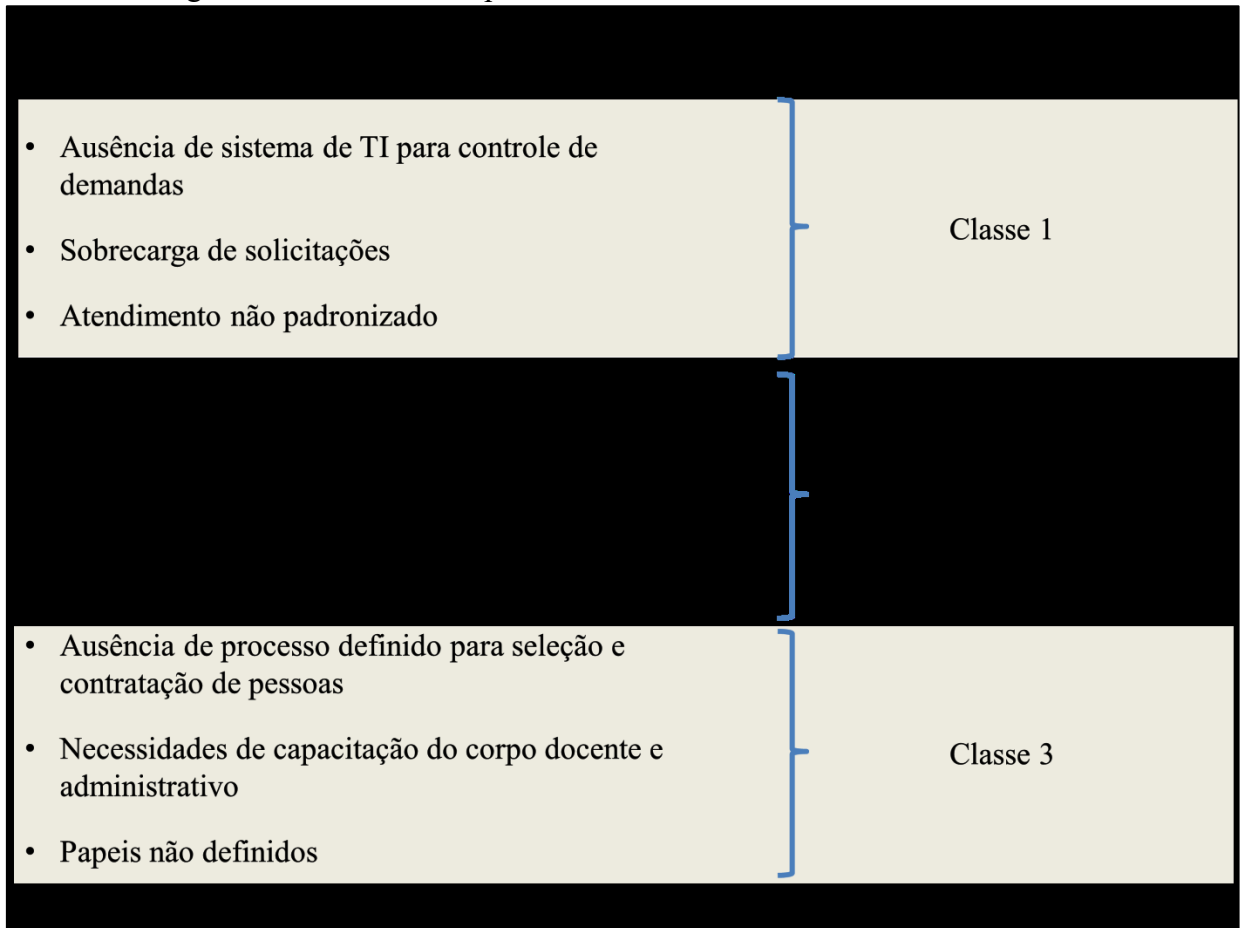 • Ausência de sistema de TI para controle de
demandas
• Sobrecarga de solicitações
• Atendimento não padronizado
Classe 1
• Ausência de processo definido para seleção e
contratação de pessoas
• Necessidades de capacitação do corpo docente e
administrativo
• Papeis não definidos
Classe 3